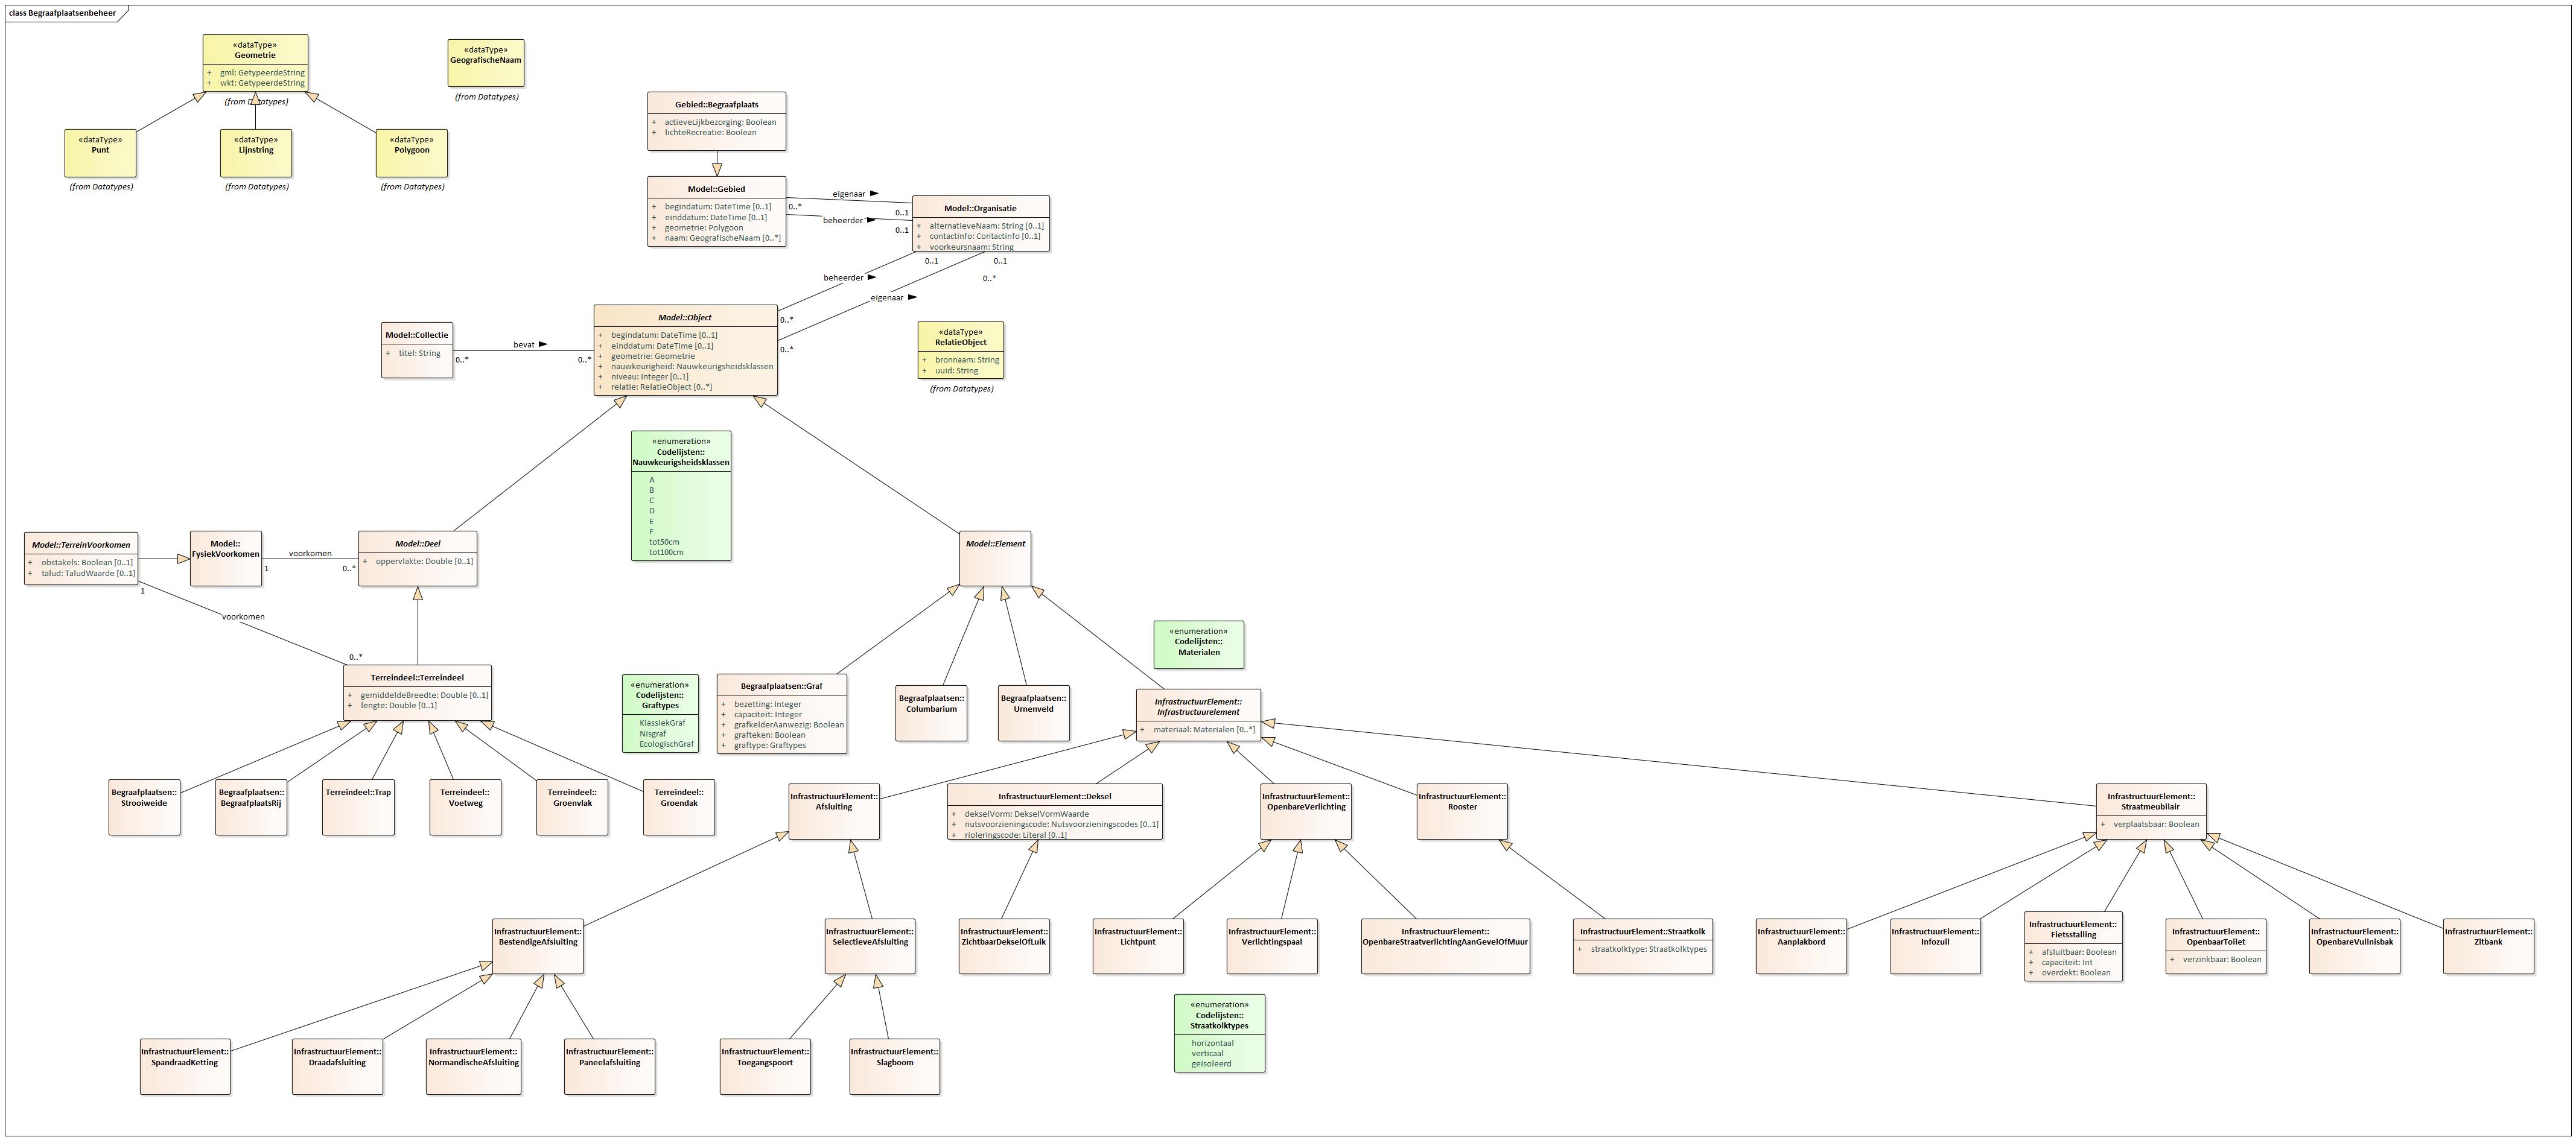 class Begraafplaatsenbeheer
«dataType»
Geometrie
+ gml: GetypeerdeString
+ wkt: GetypeerdeString
(from Datatypes)
«dataType»
GeografischeNaam
(from Datatypes)
«dataType»
Punt
(from Datatypes)
«dataType»
Lijnstring
(from Datatypes)
«dataType»
Polygoon
(from Datatypes)
Gebied::Begraafplaats
+ actieveLijkbezorging: Boolean
+ lichteRecreatie: Boolean
Model::Gebied
+ begindatum: DateTime [0..1]
+ einddatum: DateTime [0..1]
+ geometrie: Polygoon
+ naam: GeografischeNaam [0..*]
eigenaar
0..*
0..1
beheerder
0..1
Model::Organisatie
+ alternatieveNaam: String [0..1]
+ contactinfo: Contactinfo [0..1]
+ voorkeursnaam: String
0..1
0..1
0..*
beheerder
eigenaar
0..*
0..*
Model::Collectie
+ titel: String
0..*
bevat
0..*
Model::Object
+ begindatum: DateTime [0..1]
+ einddatum: DateTime [0..1]
+ geometrie: Geometrie
+ nauwkeurigheid: Nauwkeurigsheidsklassen
+ niveau: Integer [0..1]
+ relatie: RelatieObject [0..*]
«dataType»
RelatieObject
+ bronnaam: String
+ uuid: String
(from Datatypes)
«enumeration»
Codelijsten::
Nauwkeurigsheidsklassen
A
B
C
D
E
F
tot50cm
tot100cm
Model::TerreinVoorkomen
+ obstakels: Boolean [0..1]
+ talud: TaludWaarde [0..1]
1
Model::
FysiekVoorkomen
1
voorkomen
0..*
Model::Deel
+ oppervlakte: Double [0..1]
Model::Element
voorkomen
0..*
Terreindeel::Terreindeel
+ gemiddeldeBreedte: Double [0..1]
+ lengte: Double [0..1]
«enumeration»
Codelijsten::
Graftypes
KlassiekGraf
Nisgraf
EcologischGraf
Begraafplaatsen::Graf
+ bezetting: Integer
+ capaciteit: Integer
+ grafkelderAanwezig: Boolean
+ grafteken: Boolean
+ graftype: Graftypes
Begraafplaatsen::
Columbarium
Begraafplaatsen::
Urnenveld
«enumeration»
Codelijsten::
Materialen
InfrastructuurElement::
Infrastructuurelement
+ materiaal: Materialen [0..*]
Begraafplaatsen::
Strooiweide
Begraafplaatsen::
BegraafplaatsRij
Terreindeel::Trap
Terreindeel::
Voetweg
Terreindeel::
Groenvlak
Terreindeel::
Groendak
InfrastructuurElement::
Afsluiting
InfrastructuurElement::Deksel
+ dekselVorm: DekselVormWaarde
+ nutsvoorzieningscode: Nutsvoorzieningscodes [0..1]
+ rioleringscode: Literal [0..1]
InfrastructuurElement::
OpenbareVerlichting
InfrastructuurElement::
Rooster
InfrastructuurElement::
Straatmeubilair
+ verplaatsbaar: Boolean
InfrastructuurElement::
BestendigeAfsluiting
InfrastructuurElement::
SelectieveAfsluiting
InfrastructuurElement::
ZichtbaarDekselOfLuik
InfrastructuurElement::
Lichtpunt
InfrastructuurElement::
Verlichtingspaal
InfrastructuurElement::
OpenbareStraatverlichtingAanGevelOfMuur
InfrastructuurElement::Straatkolk
+ straatkolktype: Straatkolktypes
InfrastructuurElement::
Aanplakbord
InfrastructuurElement::
Infozuil
InfrastructuurElement::
Fietsstalling
+ afsluitbaar: Boolean
+ capaciteit: Int
+ overdekt: Boolean
InfrastructuurElement::
OpenbaarToilet
+ verzinkbaar: Boolean
InfrastructuurElement::
OpenbareVuilnisbak
InfrastructuurElement::
Zitbank
«enumeration»
Codelijsten::
Straatkolktypes
horizontaal
verticaal
geisoleerd
InfrastructuurElement::
SpandraadKetting
InfrastructuurElement::
Draadafsluiting
InfrastructuurElement::
NormandischeAfsluiting
InfrastructuurElement::
Paneelafsluiting
InfrastructuurElement::
Toegangspoort
InfrastructuurElement::
Slagboom